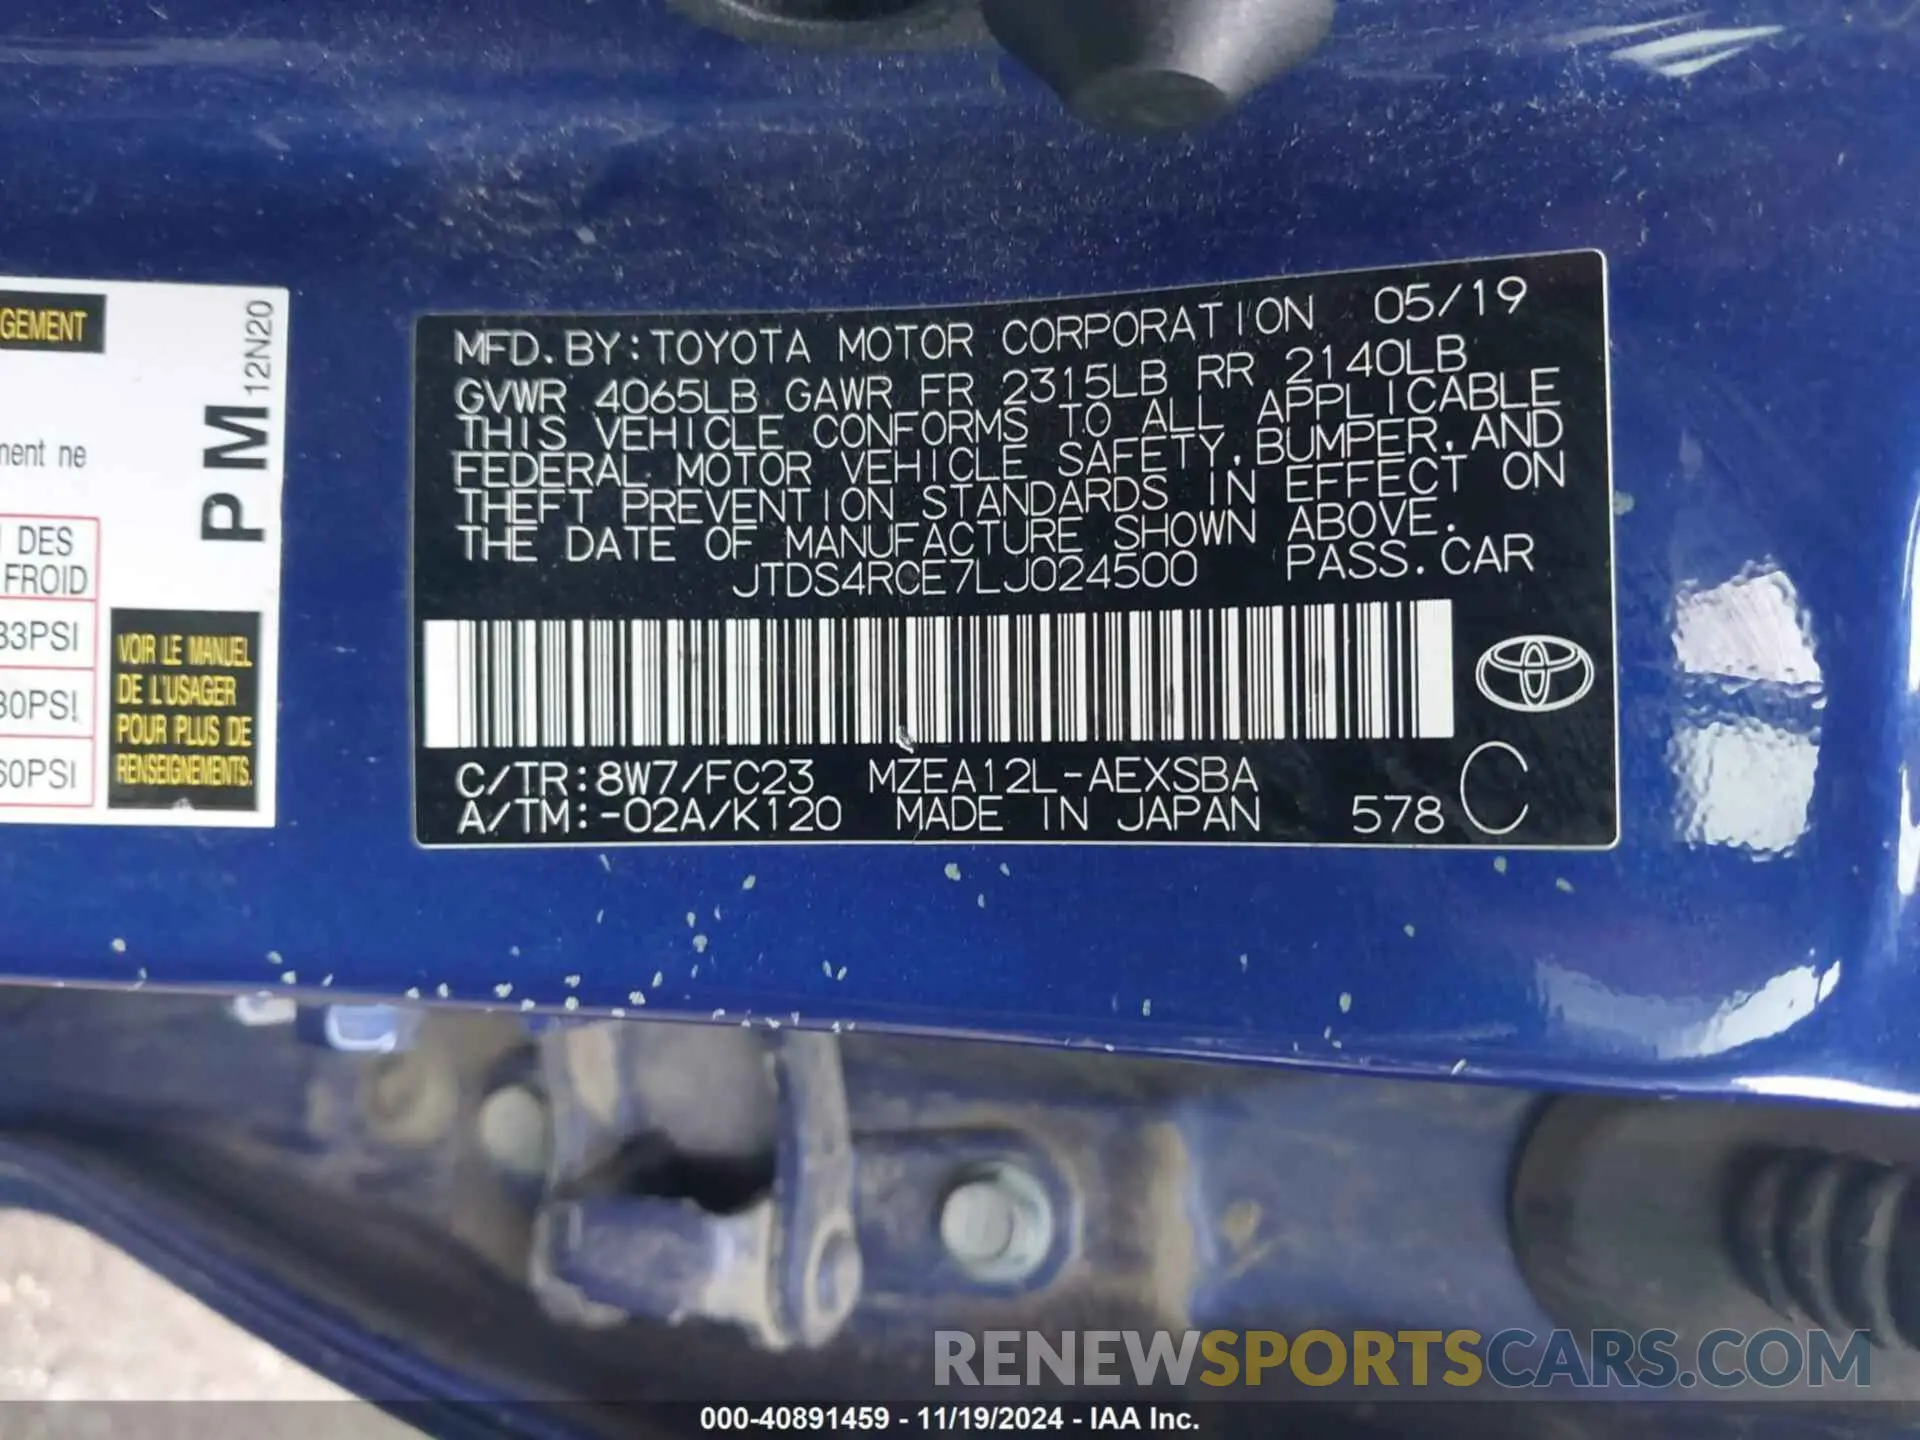 GEMENT
12N20
PM
ment ne
DES
FROID
33PSI
30PSI
60PSI
VOIR LE MANUEL
DE L'USAGER
POUR PLUS DE
RENSEIGNEMENTS.
MFD. BY: TOYOTA MOTOR CORPORATION 05/19
GVWR 4065LB GAWR FR 2315LB RR 2140LB
THIS VEHICLE CONFORMS TO ALL APPLICABLE
FEDERAL MOTOR VEHICLE SAFETY, BUMPER, AND
THEFT PREVENTION STANDARDS IN EFFECT ON
THE DATE OF MANUFACTURE SHOWN ABOVE.
JTDS4RCE7LJ024500 PASS. CAR
C/TR: 8W7/FC23 MZEA12L-AEXSBA
A/TM: -02A/K120 MADE IN JAPAN 578 C
RENEWSPORTSCARS.COM
000-40891459 - 11/19/2024 - IAA Inc.